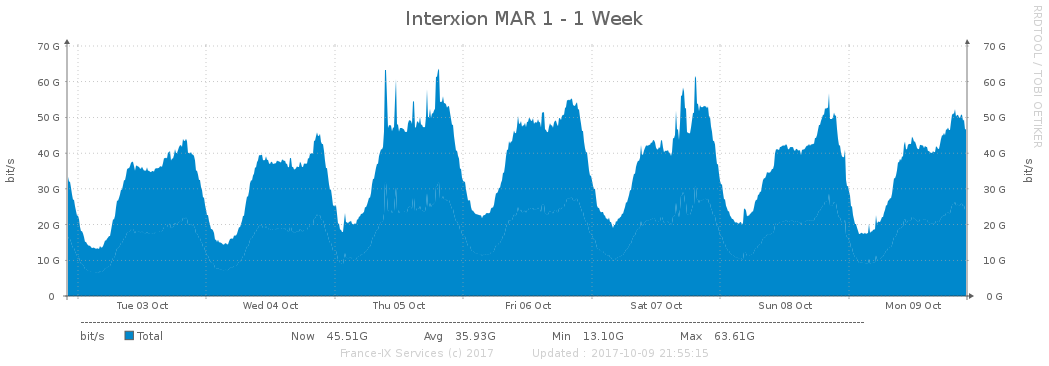 Interxion MAR 1 - 1 Week
RRDTOOL / TOBI OETIKER
bit/s
70 G
60 G
50 G
40 G
30 G
20 G
10 G
0
70 G
60 G
50 G
40 G
30 G
20 G
10 G
0 G
bit/s
Tue 03 Oct Wed 04 Oct Thu 05 Oct Fri 06 Oct Sat 07 Oct Sun 08 Oct Mon 09 Oct
bit/s Total Now 45.51G Avg 35.93G Min 13.10G Max 63.61G
France-IX Services (c) 2017 Updated : 2017-10-09 21:55:15